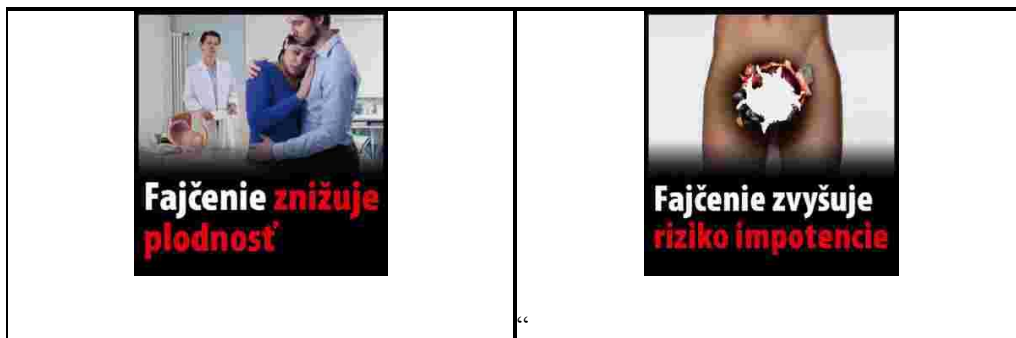 Fajčenie znižuje
plodnosť
Fajčenie zvyšuje
riziko impotencie
“